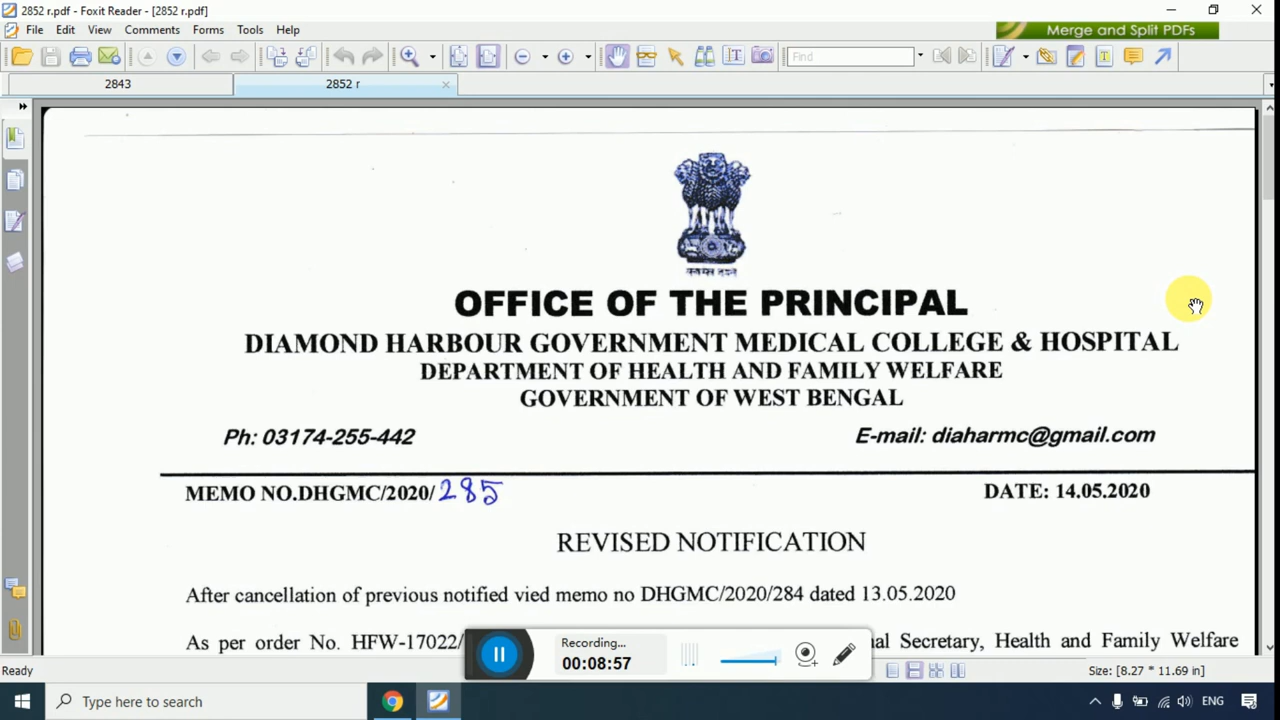 2852 r.pdf - Foxit Reader - [2852 r.pdf]
File Edit View Comments Forms Tools Help
Merge and Split PDFs
Find
2843
2852 r
सत्यमेव जयते
OFFICE OF THE PRINCIPAL
DIAMOND HARBOUR GOVERNMENT MEDICAL COLLEGE & HOSPITAL
DEPARTMENT OF HEALTH AND FAMILY WELFARE
GOVERNMENT OF WEST BENGAL
Ph: 03174-255-442 E-mail: diaharmc@gmail.com
MEMO NO.DHGMC/2020/285 DATE: 14.05.2020
REVISED NOTIFICATION
After cancellation of previous notified vied memo no DHGMC/2020/284 dated 13.05.2020
As per order No. HFW-17022/ Secretary, Health and Family Welfare
Recording...
00:08:57
Ready
Size: [8.27 * 11.69 in]
Type here to search
ENG